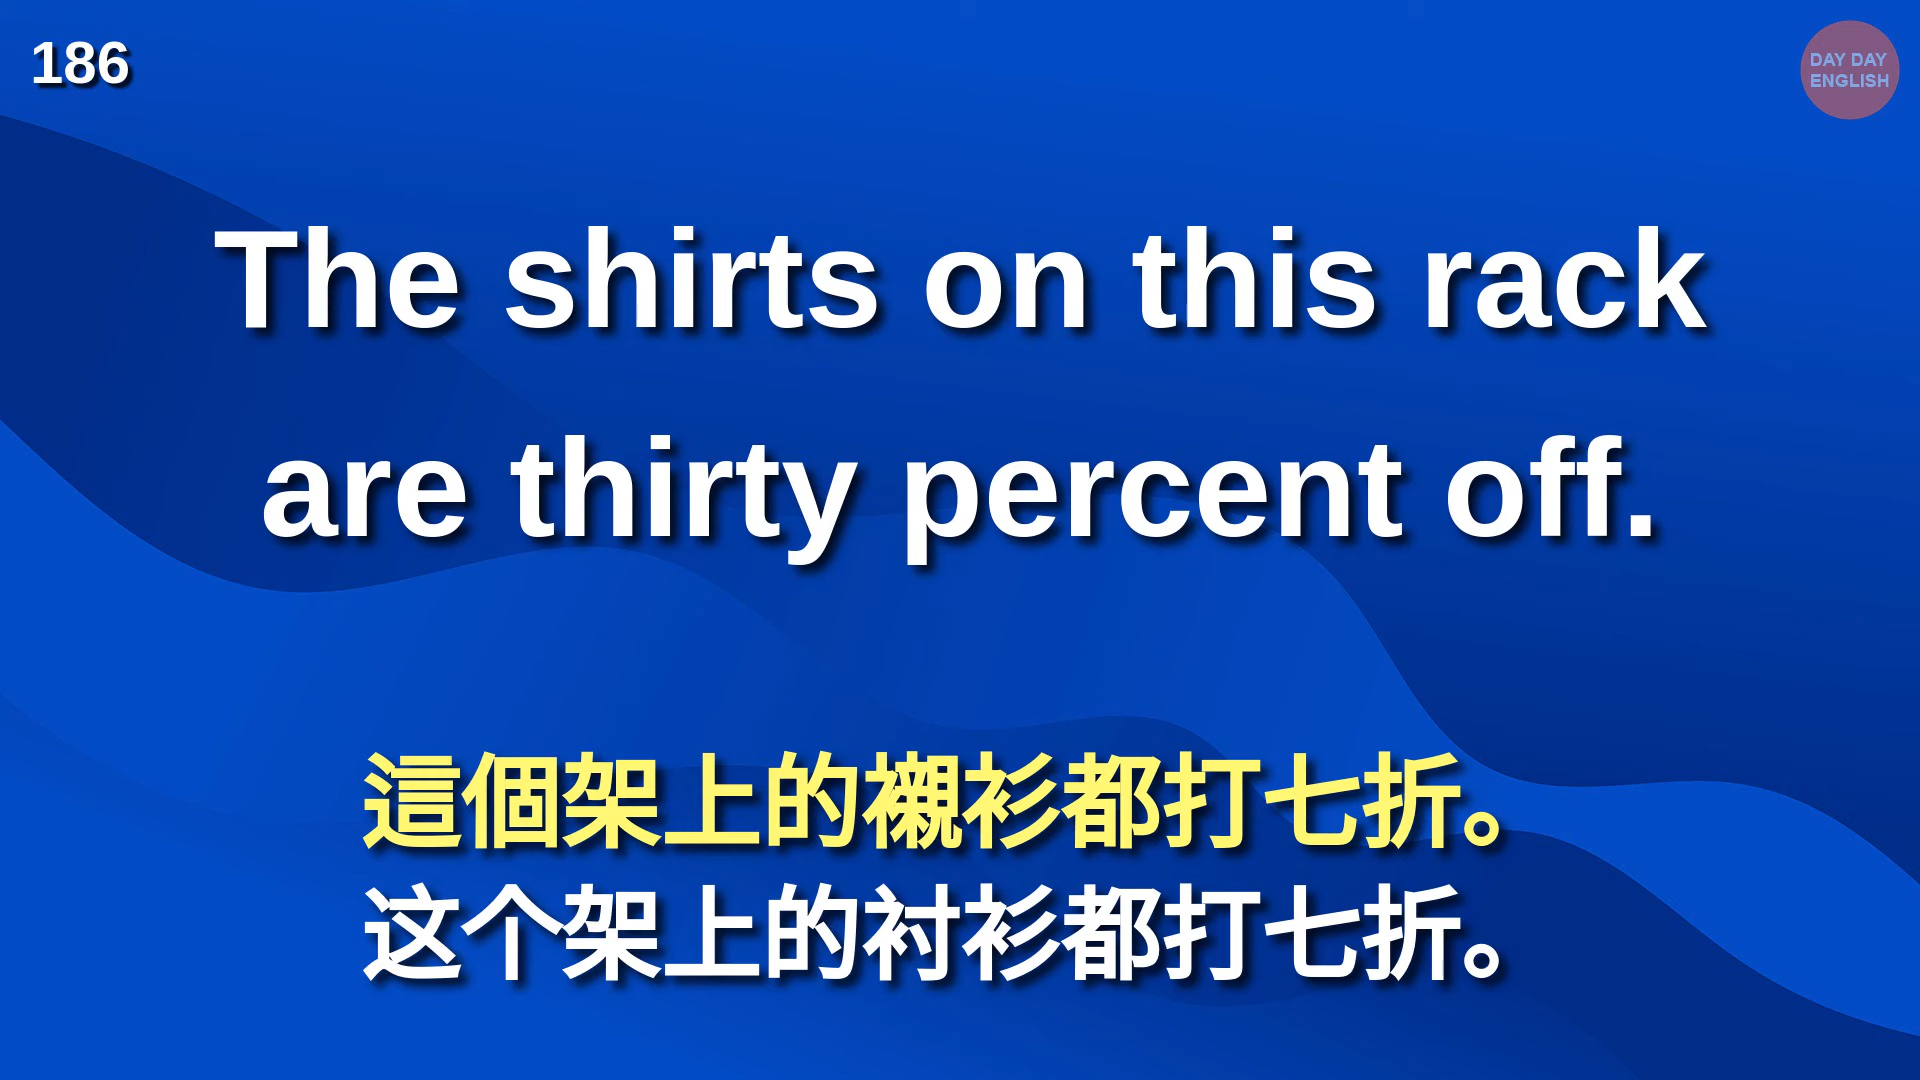 186
DAY DAY
ENGLISH
The shirts on this rack
are thirty percent off.
這個架上的襯衫都打七折。
这个架上的衬衫都打七折。